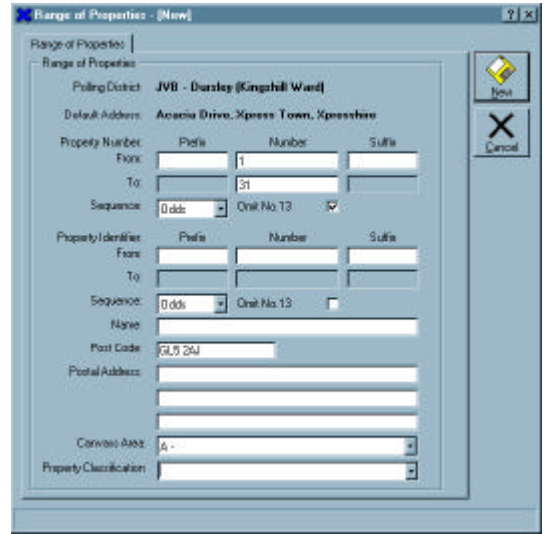 Range of Properties - [New]
Range of Properties
Range of Properties
Polling District: JVB - Dursley (Kingshill Ward)
Default Address: Acacia Drive, Xpress Town, Xpresshire
Property Number: Prefix Number Suffix
From: 1
To: 31
Sequence: Odds Omit No. 13
Property Identifier: Prefix Number Suffix
From:
To:
Sequence: Odds Omit No. 13
Name:
Post Code: GL5 2AJ
Postal Address:
Canvass Area: A -
Property Classification:
New
Cancel